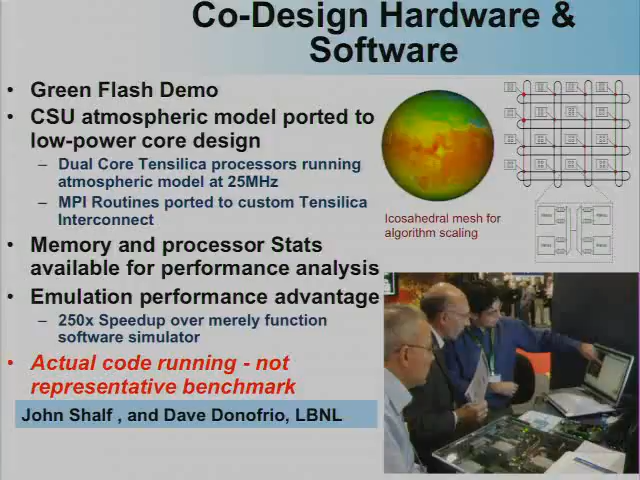 Co-Design Hardware &
Software
• Green Flash Demo
• CSU atmospheric model ported to
low-power core design
– Dual Core Tensilica processors running
atmospheric model at 25MHz
– MPI Routines ported to custom Tensilica
Interconnect
• Memory and processor Stats
available for performance analysis
• Emulation performance advantage
– 250x Speedup over merely function
software simulator
• Actual code running - not
representative benchmark
John Shalf , and Dave Donofrio, LBNL
Icosahedral mesh for
algorithm scaling